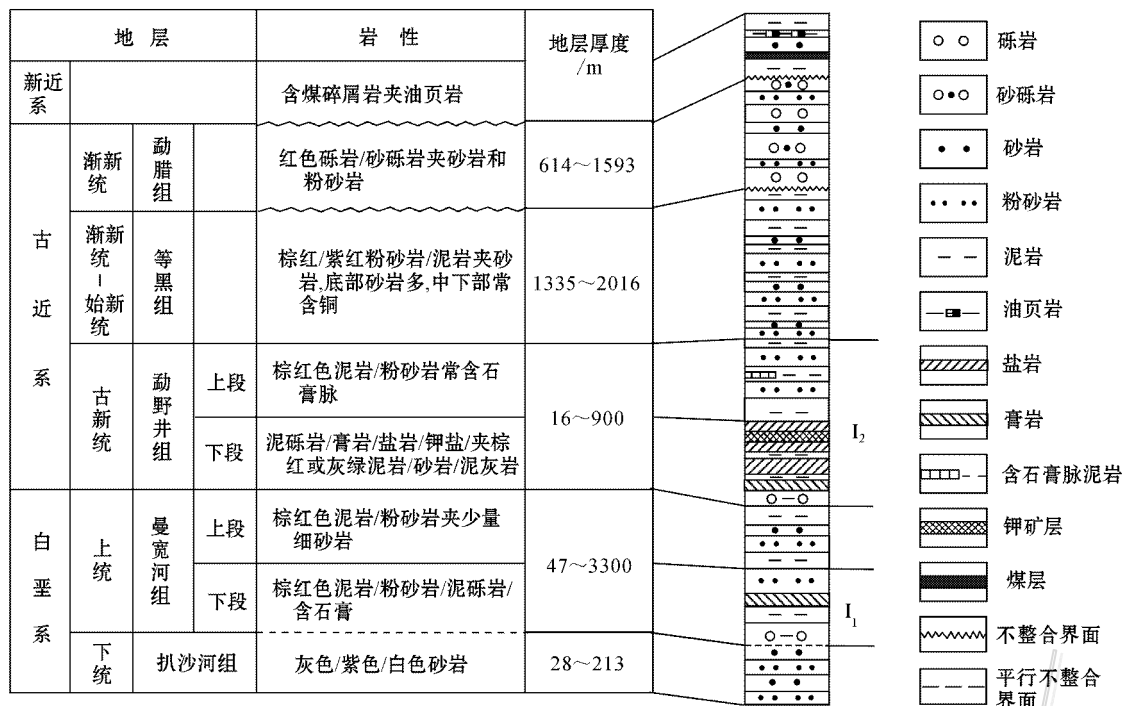 地 层
岩 性
地层厚度
/m
新近
系
含煤碎屑岩夹油页岩
古
近
系
渐新
统
勐
腊
组
红色砾岩/砂砾岩夹砂岩和
粉砂岩
614～1593
渐新
统
–
始新
统
等
黑
组
棕红/紫红粉砂岩/泥岩夹砂
岩,底部砂岩多,中下部常
含铜
1335～2016
古
新
统
勐
野
井
组
上段
棕红色泥岩/粉砂岩常含石
膏脉
16～900
下段
泥砾岩/膏岩/盐岩/钾盐/夹棕
红或灰绿泥岩/砂岩/泥灰岩
白
垩
系
上
统
曼
宽
河
组
上段
棕红色泥岩/粉砂岩夹少量
细砂岩
47～3300
下段
棕红色泥岩/粉砂岩/泥砾岩/
含石膏
下
统
扒沙河组
灰色/紫色/白色砂岩
28～213
I2
I1
砾岩
砂砾岩
砂岩
粉砂岩
泥岩
油页岩
盐岩
膏岩
含石膏脉泥岩
钾矿层
煤层
不整合界面
平行不整合
界面